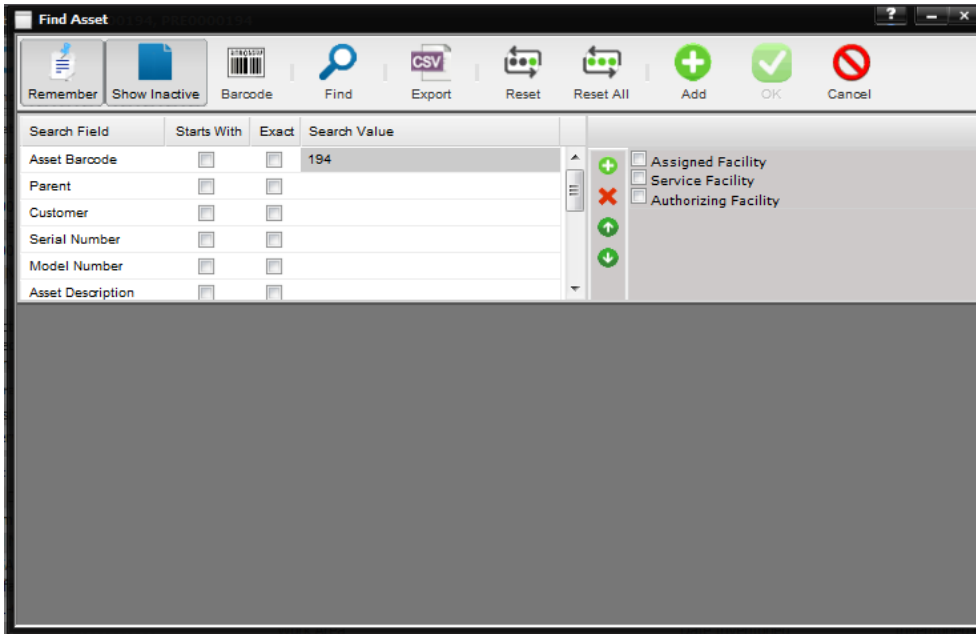 Find Asset
Remember Show Inactive Barcode Find CSV Export Reset Reset All Add OK Cancel
Search Field Starts With Exact Search Value
Asset Barcode 194
Parent
Customer
Serial Number
Model Number
Asset Description
Assigned Facility
Service Facility
Authorizing Facility